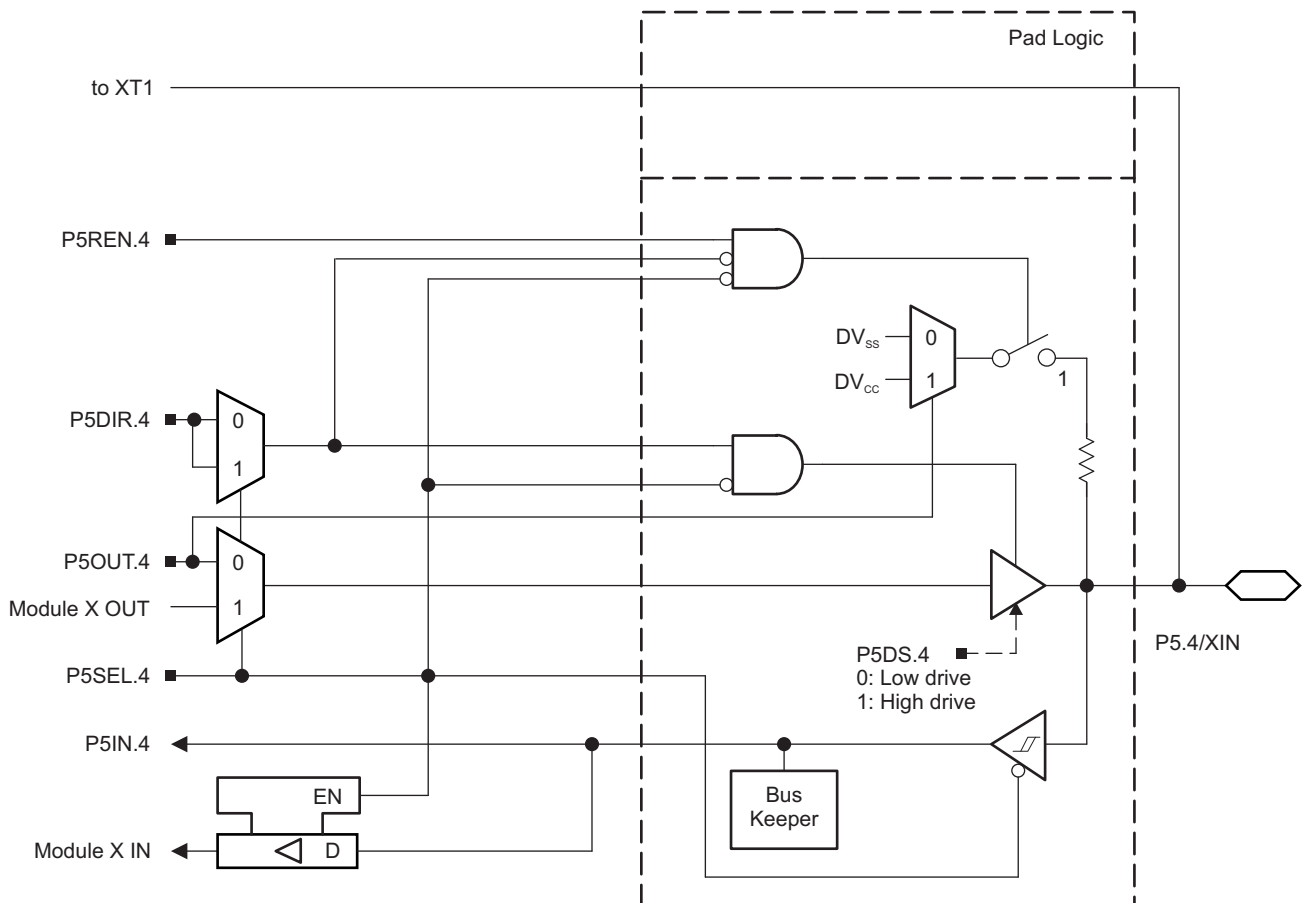 Pad Logic
to XT1
P5REN.4
DVSS
0
DVCC
1
1
P5DIR.4
0
1
P5OUT.4
0
Module X OUT
1
P5SEL.4
P5DS.4
0: Low drive
1: High drive
P5.4/XIN
P5IN.4
Bus
Keeper
EN
Module X IN
D